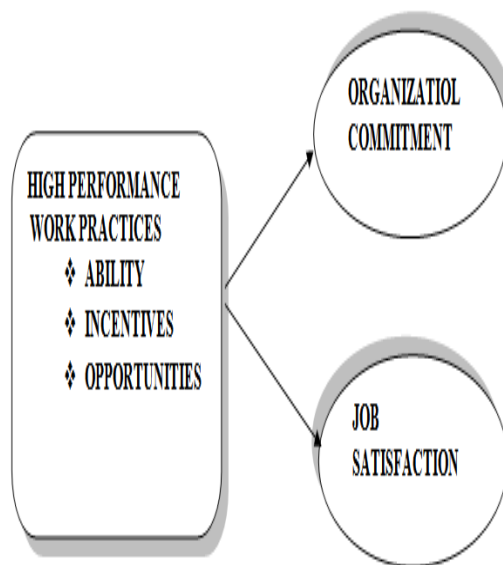 HIGH PERFORMANCE
WORK PRACTICES
❖ ABILITY
❖ INCENTIVES
❖ OPPORTUNITIES
ORGANIZATIOL
COMMITMENT
JOB
SATISFACTION